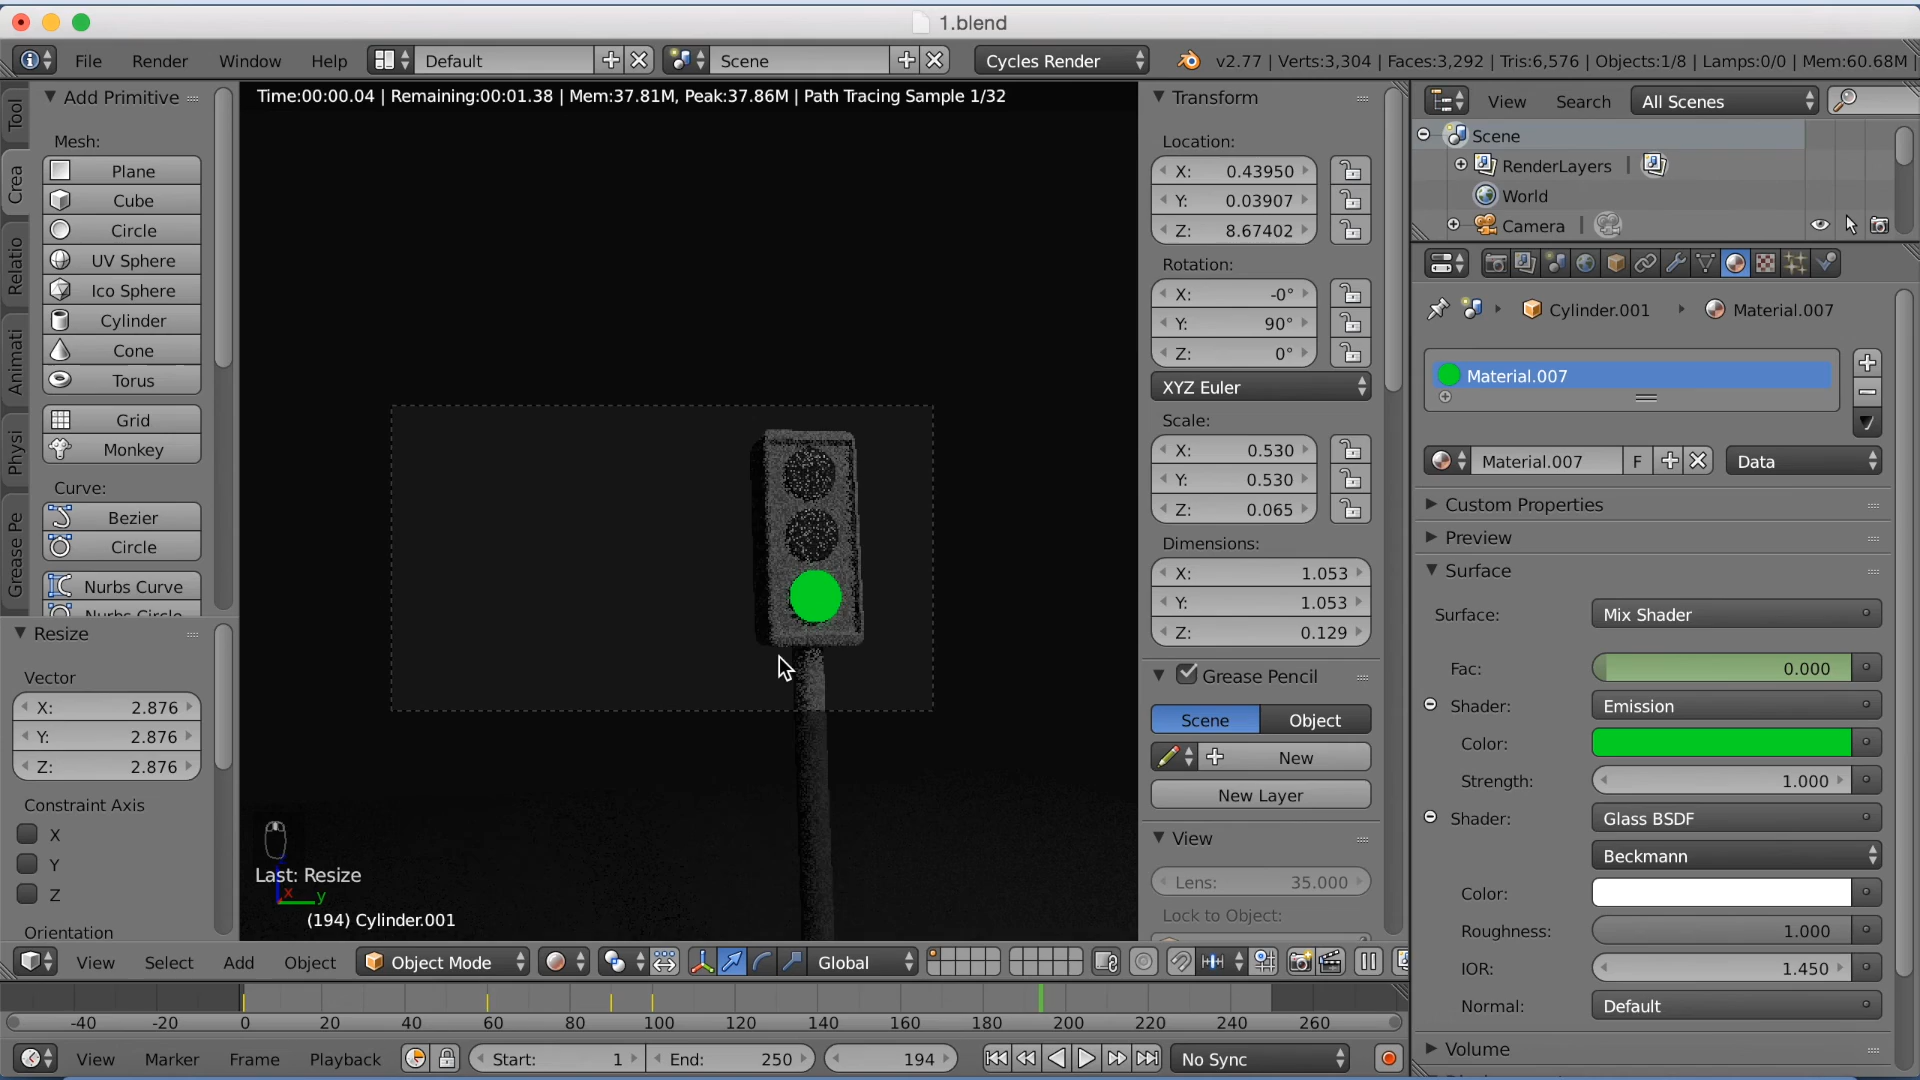 1.blend
File Render Window Help Default Scene Cycles Render v2.77 | Verts:3,304 | Faces:3,292 | Tris:6,576 | Objects:1/8 | Lamps:0/0 | Mem:60.68M |
Tool
Crea
Relatio
Animati
Physi
Grease Pe
Add Primitive
Mesh:
Plane
Cube
Circle
UV Sphere
Ico Sphere
Cylinder
Cone
Torus
Grid
Monkey
Curve:
Bezier
Circle
Nurbs Curve
Nurbs Circle
Resize
Vector
X: 2.876
Y: 2.876
Z: 2.876
Constraint Axis
X
Y
Z
Orientation
Time:00:00.04 | Remaining:00:01.38 | Mem:37.81M, Peak:37.86M | Path Tracing Sample 1/32
Last: Resize
x y
(194) Cylinder.001
Transform
Location:
X: 0.43950
Y: 0.03907
Z: 8.67402
Rotation:
X: -0°
Y: 90°
Z: 0°
XYZ Euler
Scale:
X: 0.530
Y: 0.530
Z: 0.065
Dimensions:
X: 1.053
Y: 1.053
Z: 0.129
Grease Pencil
Scene Object
New
New Layer
View
Lens: 35.000
Lock to Object:
View Search All Scenes
Scene
RenderLayers |
World
Camera |
Cylinder.001 Material.007
Material.007
Material.007 F Data
Custom Properties
Preview
Surface
Surface: Mix Shader
Fac: 0.000
Shader: Emission
Color:
Strength: 1.000
Shader: Glass BSDF
Beckmann
Color:
Roughness: 1.000
IOR: 1.450
Normal: Default
Volume
View Select Add Object Object Mode Global
-40 -20 0 20 40 60 80 100 120 140 160 180 200 220 240 260
View Marker Frame Playback Start: 1 End: 250 194 No Sync